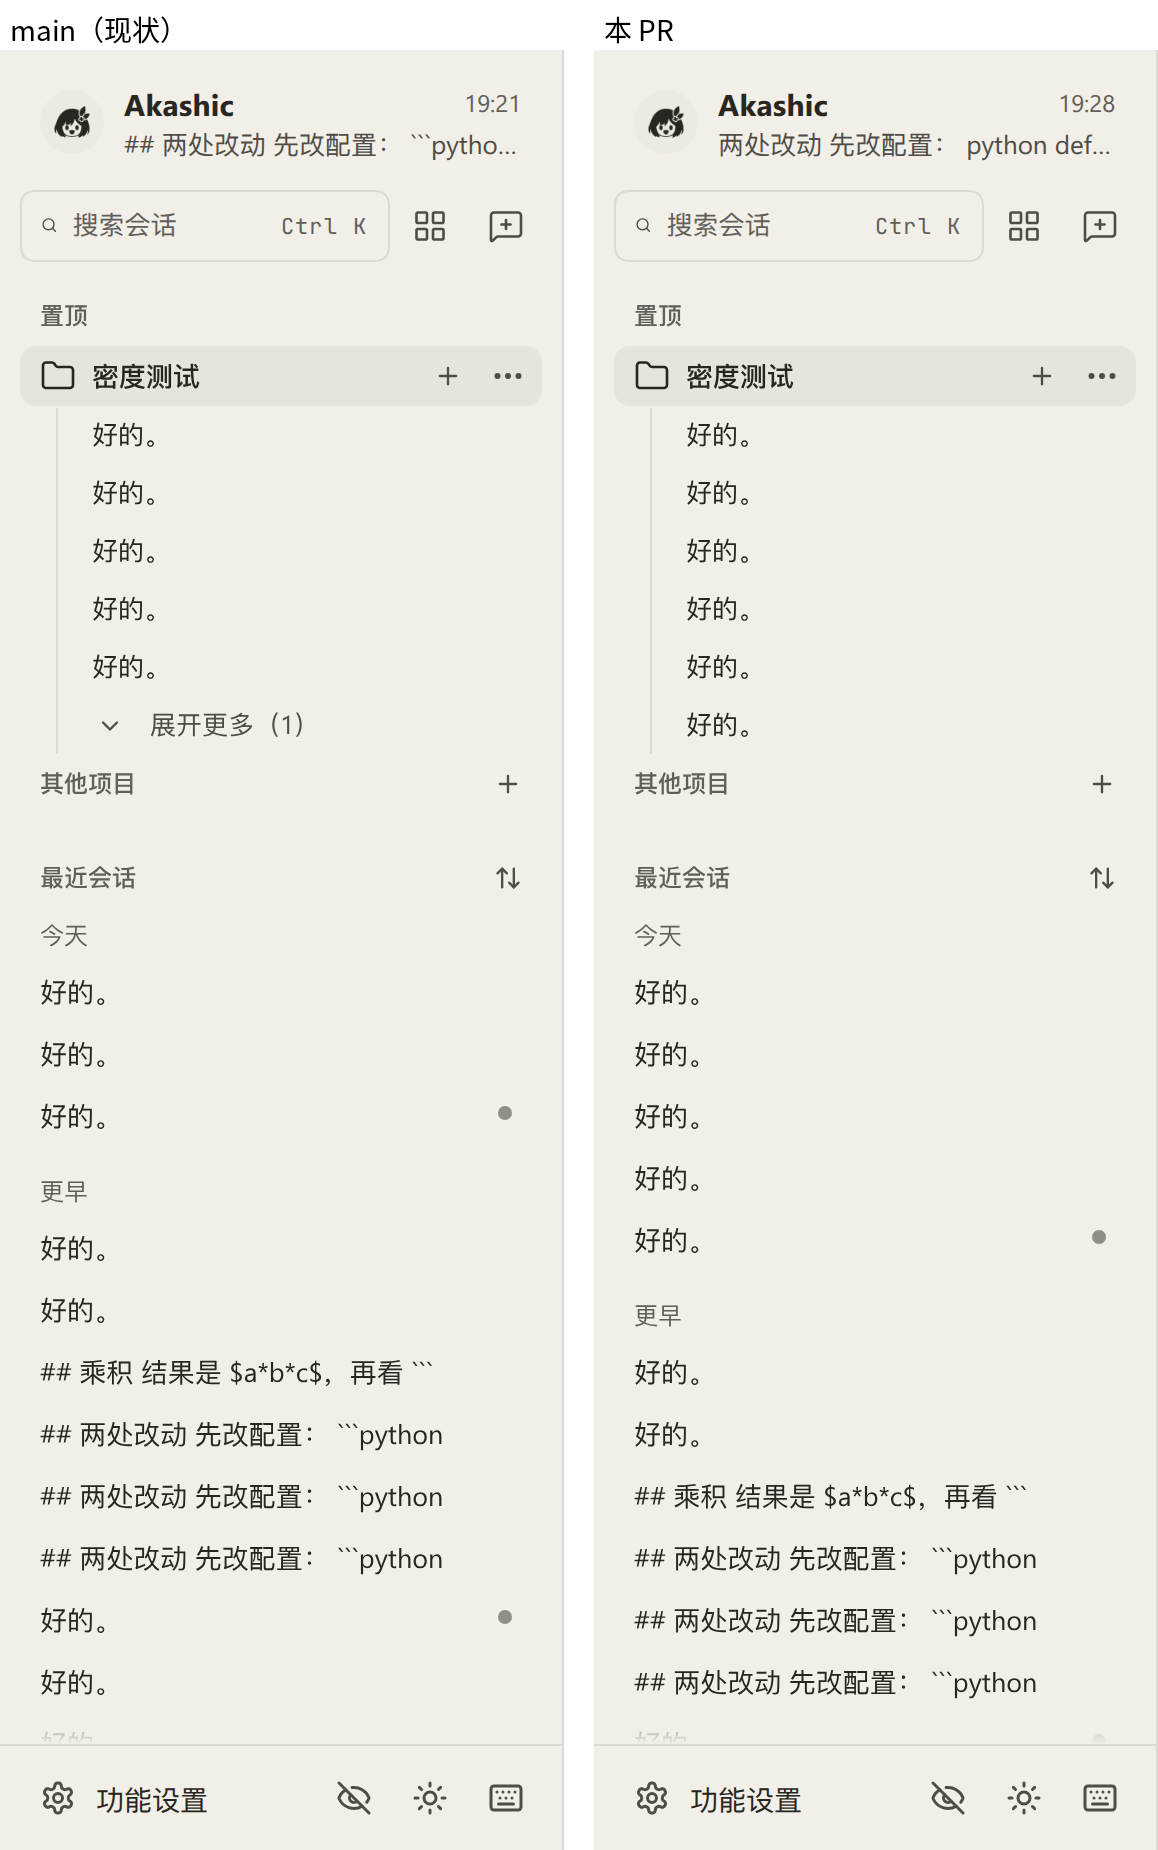 main（现状）
Akashic 19:21
## 两处改动 先改配置： ```pytho...
搜索会话 Ctrl K
置顶
密度测试
好的。
好的。
好的。
好的。
好的。
展开更多（1）
其他项目
最近会话
今天
好的。
好的。
好的。
更早
好的。
好的。
## 乘积 结果是 $a*b*c$，再看 ```
## 两处改动 先改配置： ```python
## 两处改动 先改配置： ```python
## 两处改动 先改配置： ```python
好的。
好的。
功能设置
本 PR
Akashic 19:28
两处改动 先改配置： python def...
搜索会话 Ctrl K
置顶
密度测试
好的。
好的。
好的。
好的。
好的。
好的。
其他项目
最近会话
今天
好的。
好的。
好的。
好的。
好的。
更早
好的。
好的。
## 乘积 结果是 $a*b*c$，再看 ```
## 两处改动 先改配置： ```python
## 两处改动 先改配置： ```python
## 两处改动 先改配置： ```python
功能设置